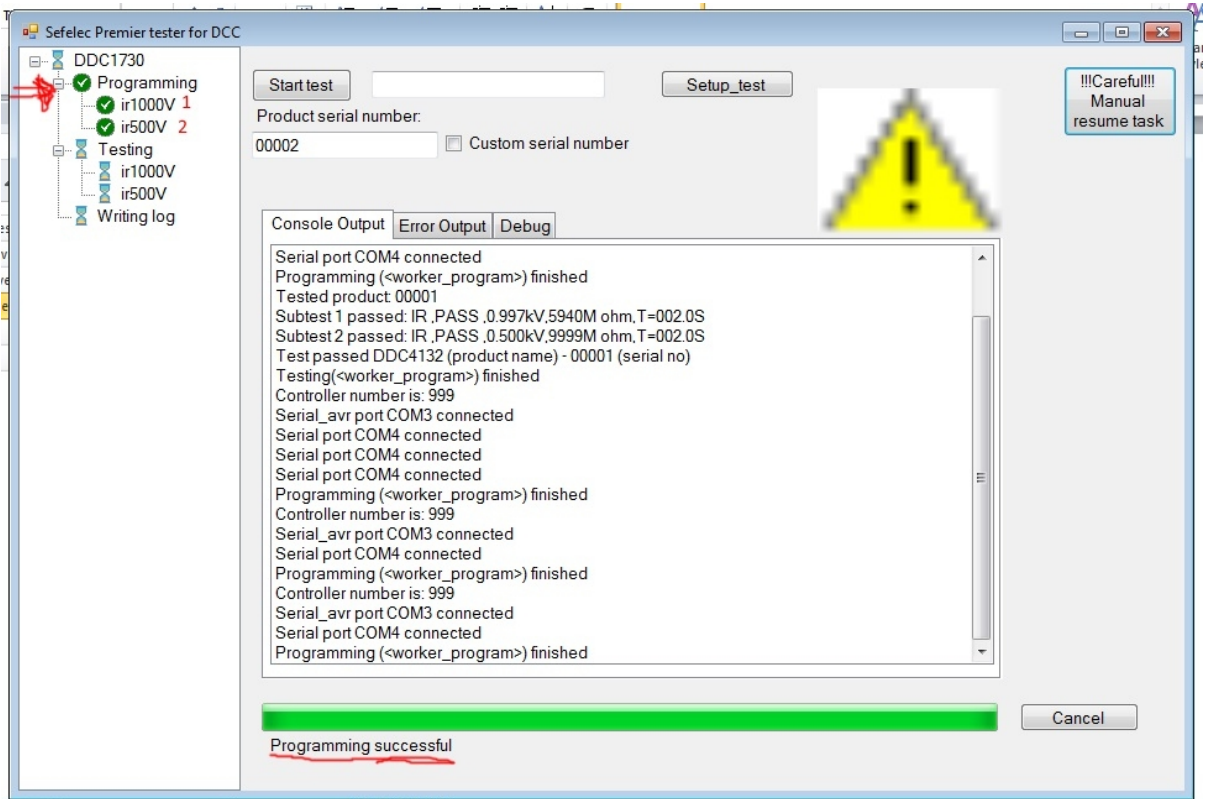 Sefelec Premier tester for DCC
DDC1730
Programming
ir1000V 1
ir500V 2
Testing
ir1000V
ir500V
Writing log
Start test
Setup_test
!!!Careful!!!
Manual
resume task
Product serial number:
00002
Custom serial number
Console Output Error Output Debug
Serial port COM4 connected
Programming (<worker_program>) finished
Tested product: 00001
Subtest 1 passed: IR ,PASS ,0.997kV,5940M ohm,T=002.0S
Subtest 2 passed: IR ,PASS ,0.500kV,9999M ohm,T=002.0S
Test passed DDC4132 (product name) - 00001 (serial no)
Testing(<worker_program>) finished
Controller number is: 999
Serial_avr port COM3 connected
Serial port COM4 connected
Serial port COM4 connected
Serial port COM4 connected
Programming (<worker_program>) finished
Controller number is: 999
Serial_avr port COM3 connected
Serial port COM4 connected
Programming (<worker_program>) finished
Controller number is: 999
Serial_avr port COM3 connected
Serial port COM4 connected
Programming (<worker_program>) finished
Cancel
Programming successful